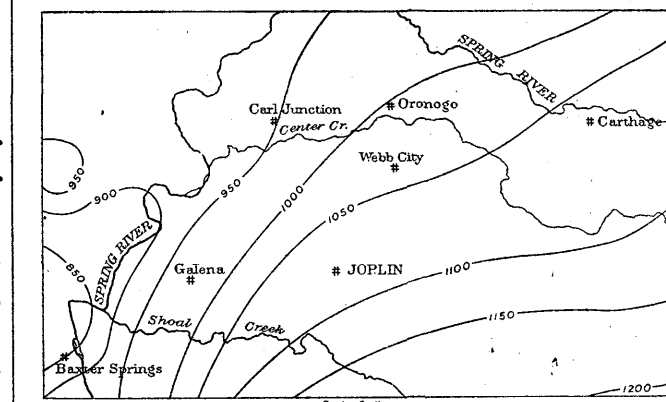 SPRING RIVER
Carl Junction
# Oronogo
Center Cr.
# Carthage
Webb City
950
900
950
1000
1050
SPRING RIVER
850
Galena
# JOPLIN
1100
Shoal Creek
1150
Baxter Springs
1200